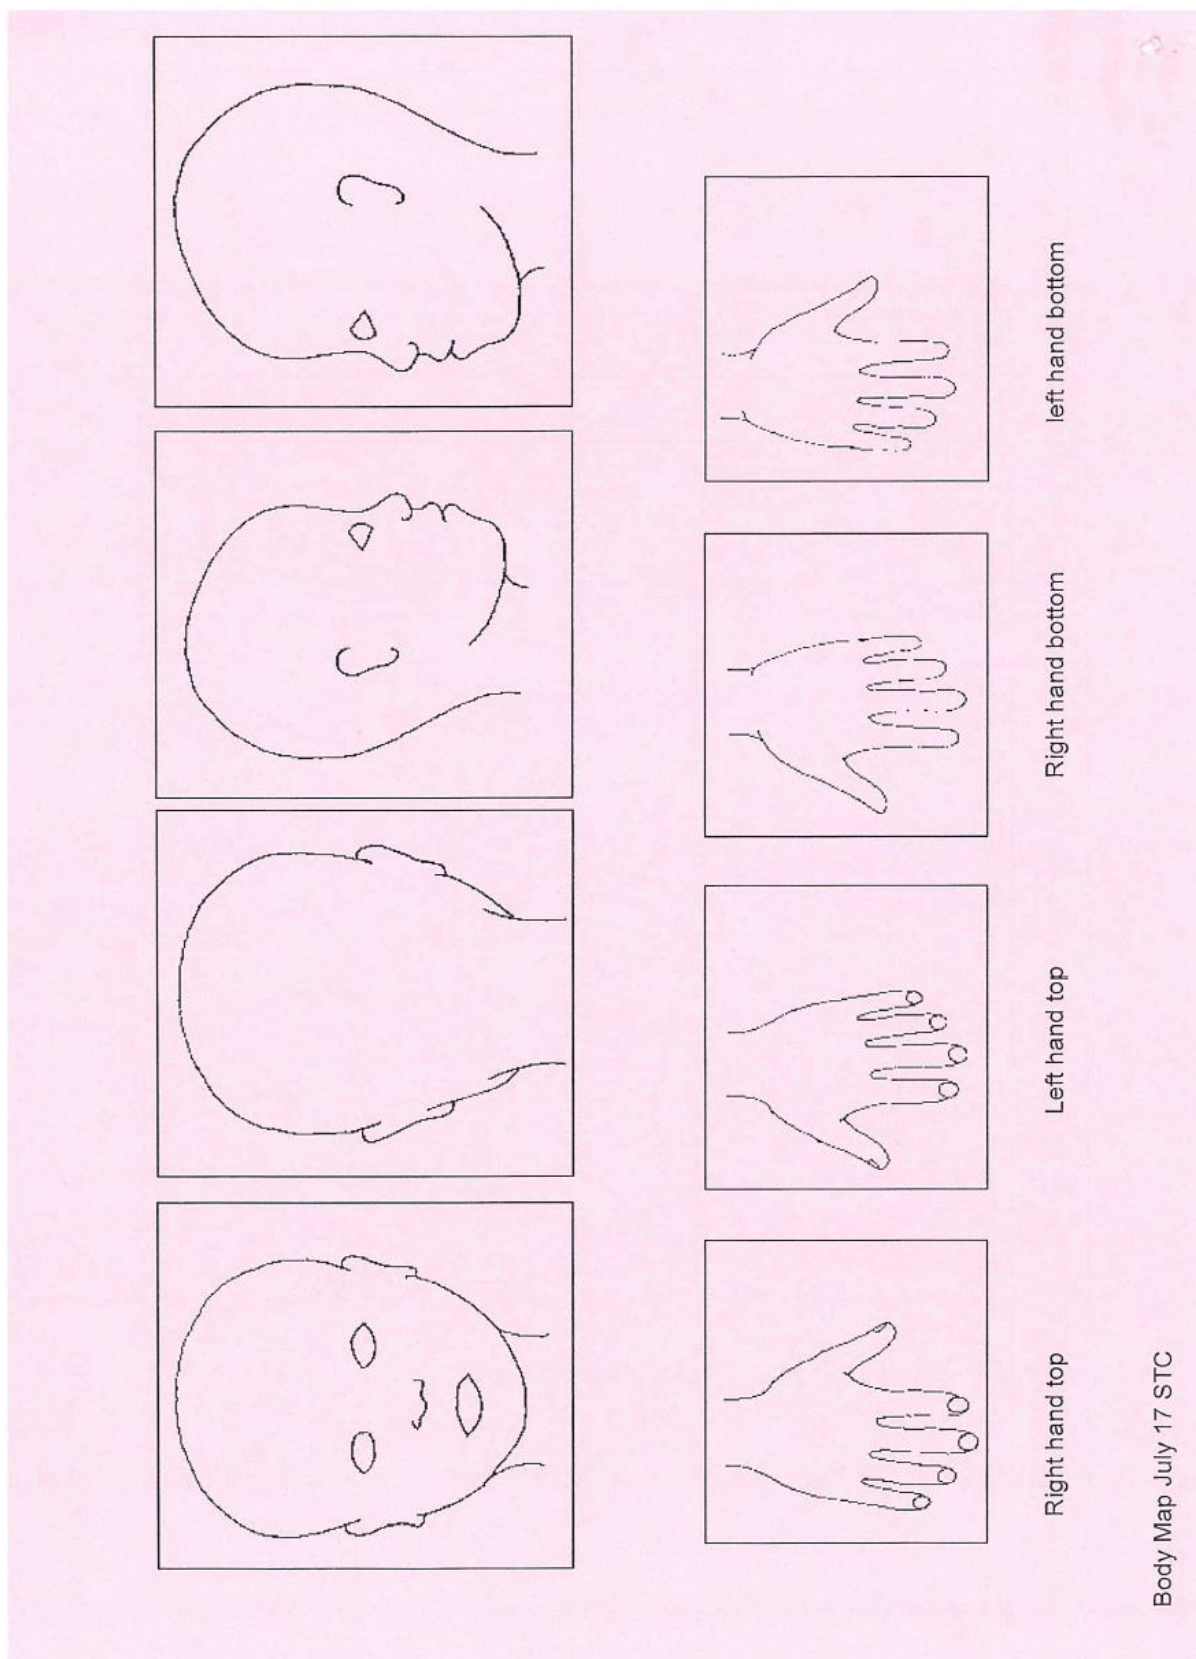 Right hand top
Left hand top
Right hand bottom
left hand bottom
Body Map July 17 STC